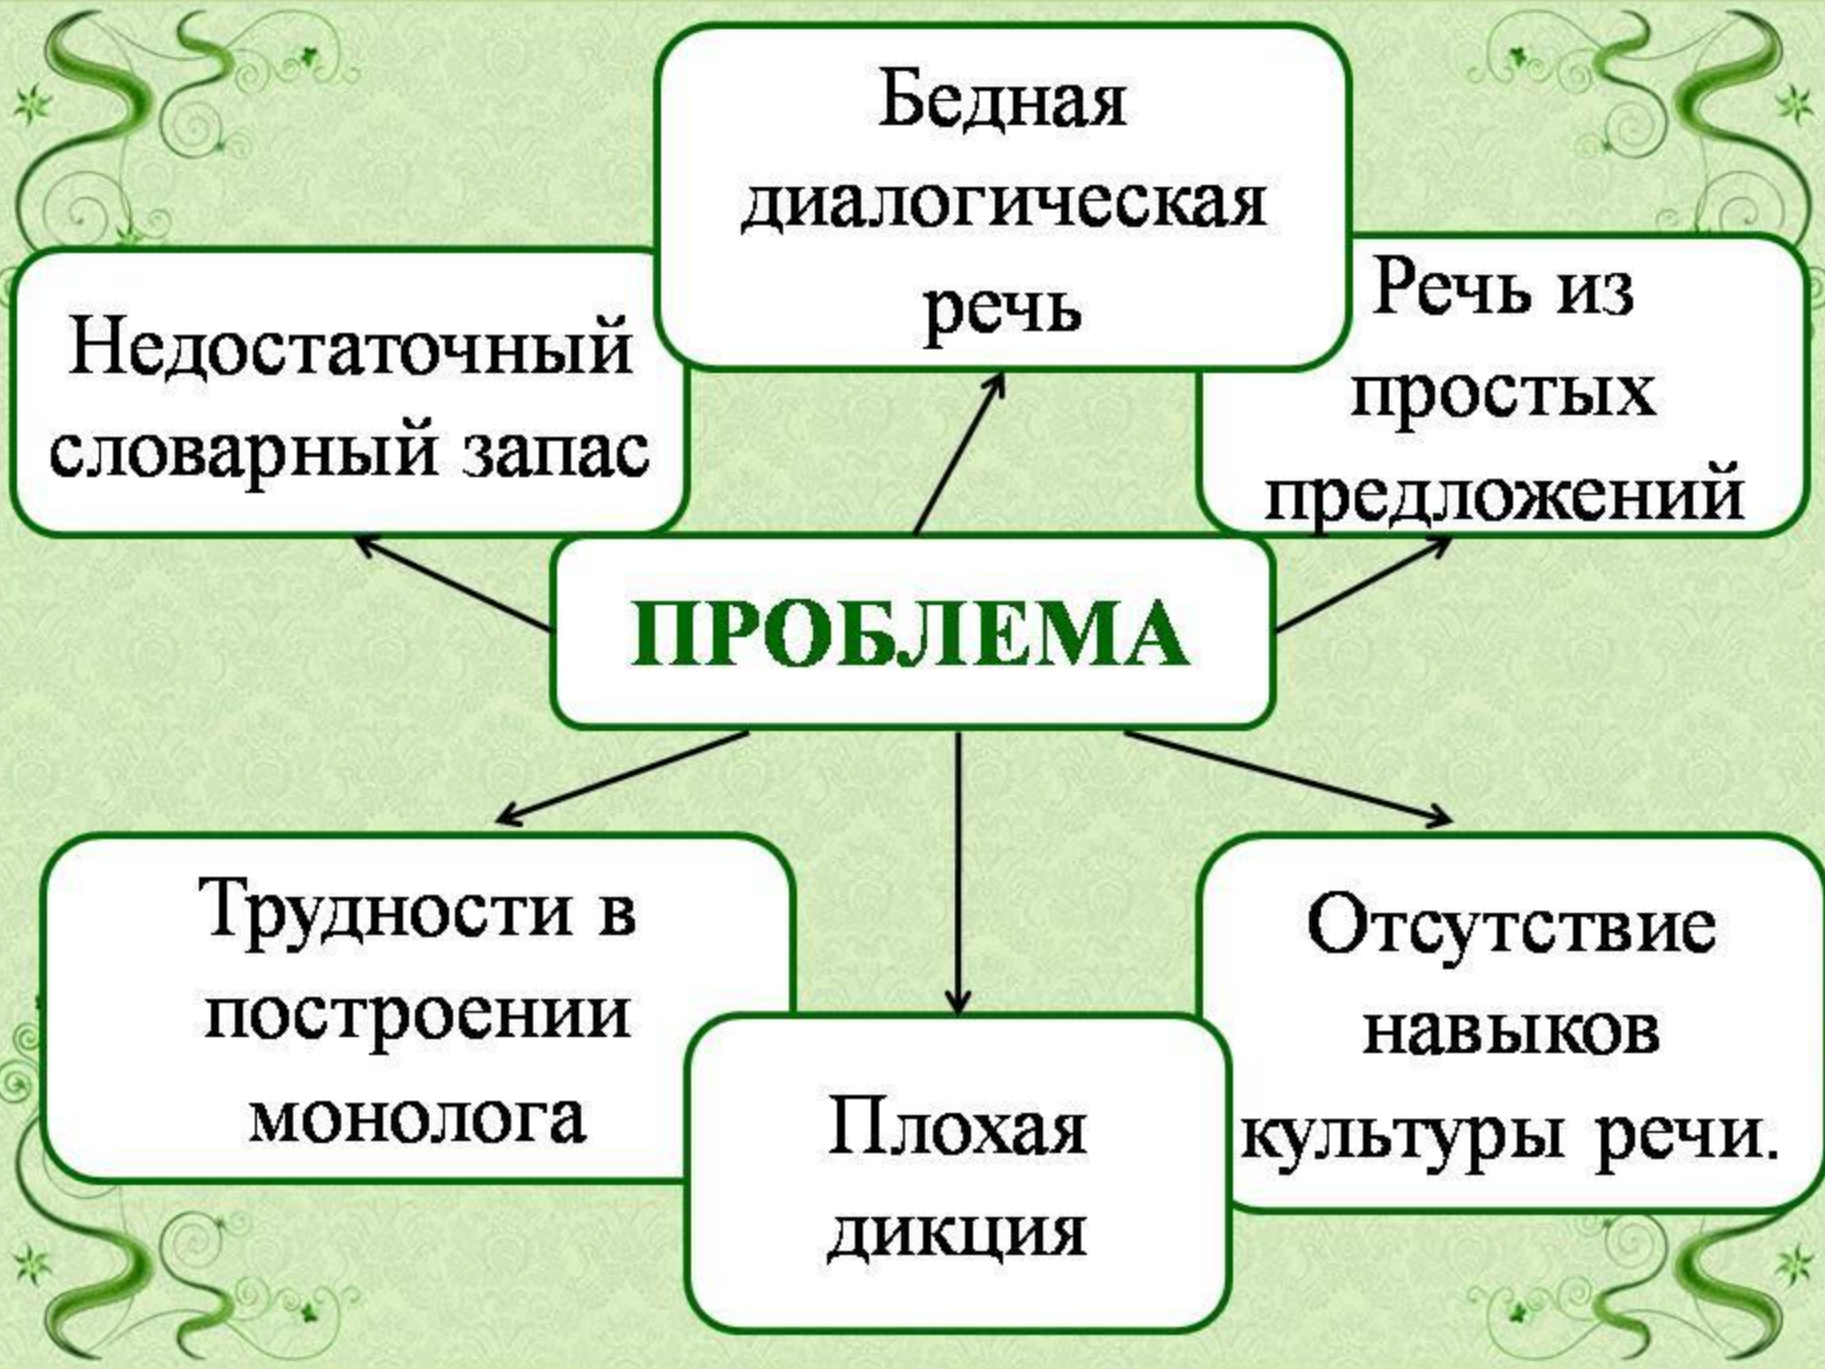 Бедная
диалогическая
речь
Недостаточный
словарный запас
Речь из
простых
предложений
ПРОБЛЕМА
Трудности в
построении
монолога
Плохая
дикция
Отсутствие
навыков
культуры речи.